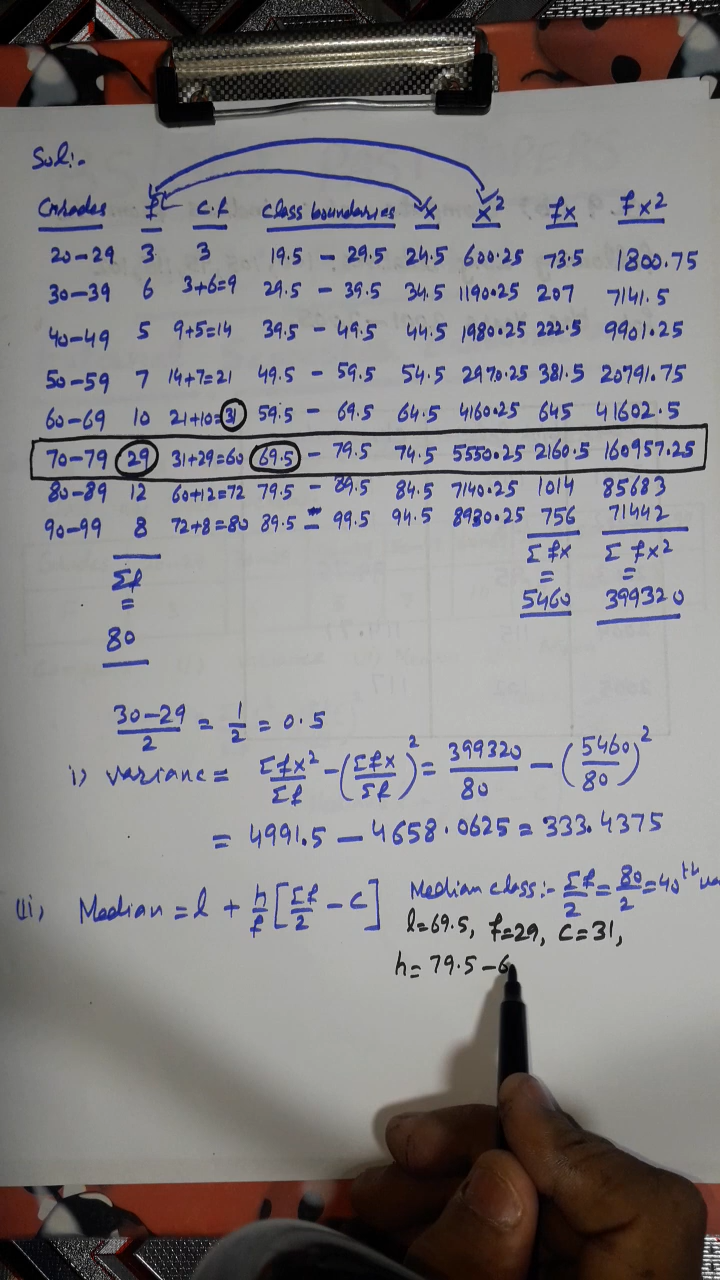 Sol:-
Grades f C.f Class boundaries x x² fx fx²
20-29 3 3 19.5 - 29.5 24.5 600.25 73.5 1800.75
30-39 6 3+6=9 29.5 - 39.5 34.5 1190.25 207 7141.5
40-49 5 9+5=14 39.5 - 49.5 44.5 1980.25 222.5 9901.25
50-59 7 14+7=21 49.5 - 59.5 54.5 2970.25 381.5 20791.75
60-69 10 21+10=31 59.5 - 69.5 64.5 4160.25 645 41602.5
70-79 29 31+29=60 69.5 - 79.5 74.5 5550.25 2160.5 160957.25
80-89 12 60+12=72 79.5 - 89.5 84.5 7140.25 1014 85683
90-99 8 72+8=80 89.5 - 99.5 94.5 8930.25 756 71442
Σf = 80 Σfx = 5460 Σfx² = 399320
30-29/2 = 1/2 = 0.5
i) variance = Σfx²/Σf - (Σfx/Σf)² = 399320/80 - (5460/80)²
= 4991.5 - 4658.0625 = 333.4375
(ii) Median = l + h/f [Σf/2 - c] Median class:- Σf/2 = 80/2 = 40th
l=69.5, f=29, c=31,
h= 79.5-6